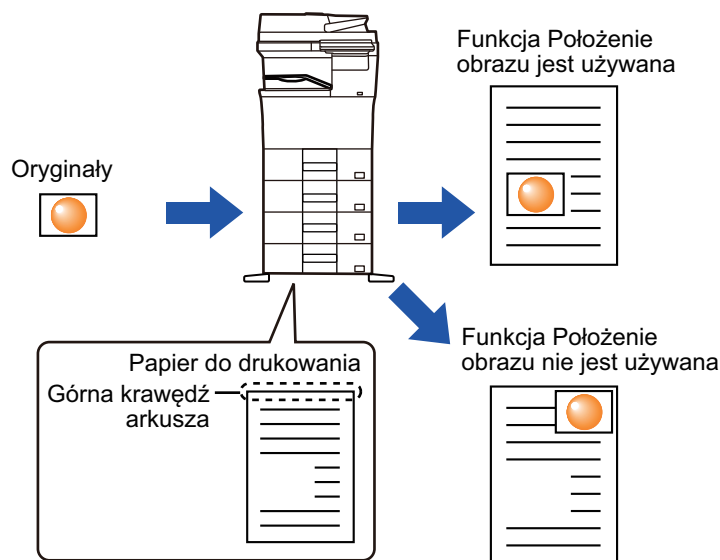 Funkcja Położenie
obrazu jest używana
Oryginały
Funkcja Położenie
obrazu nie jest używana
Papier do drukowania
Górna krawędź
arkusza